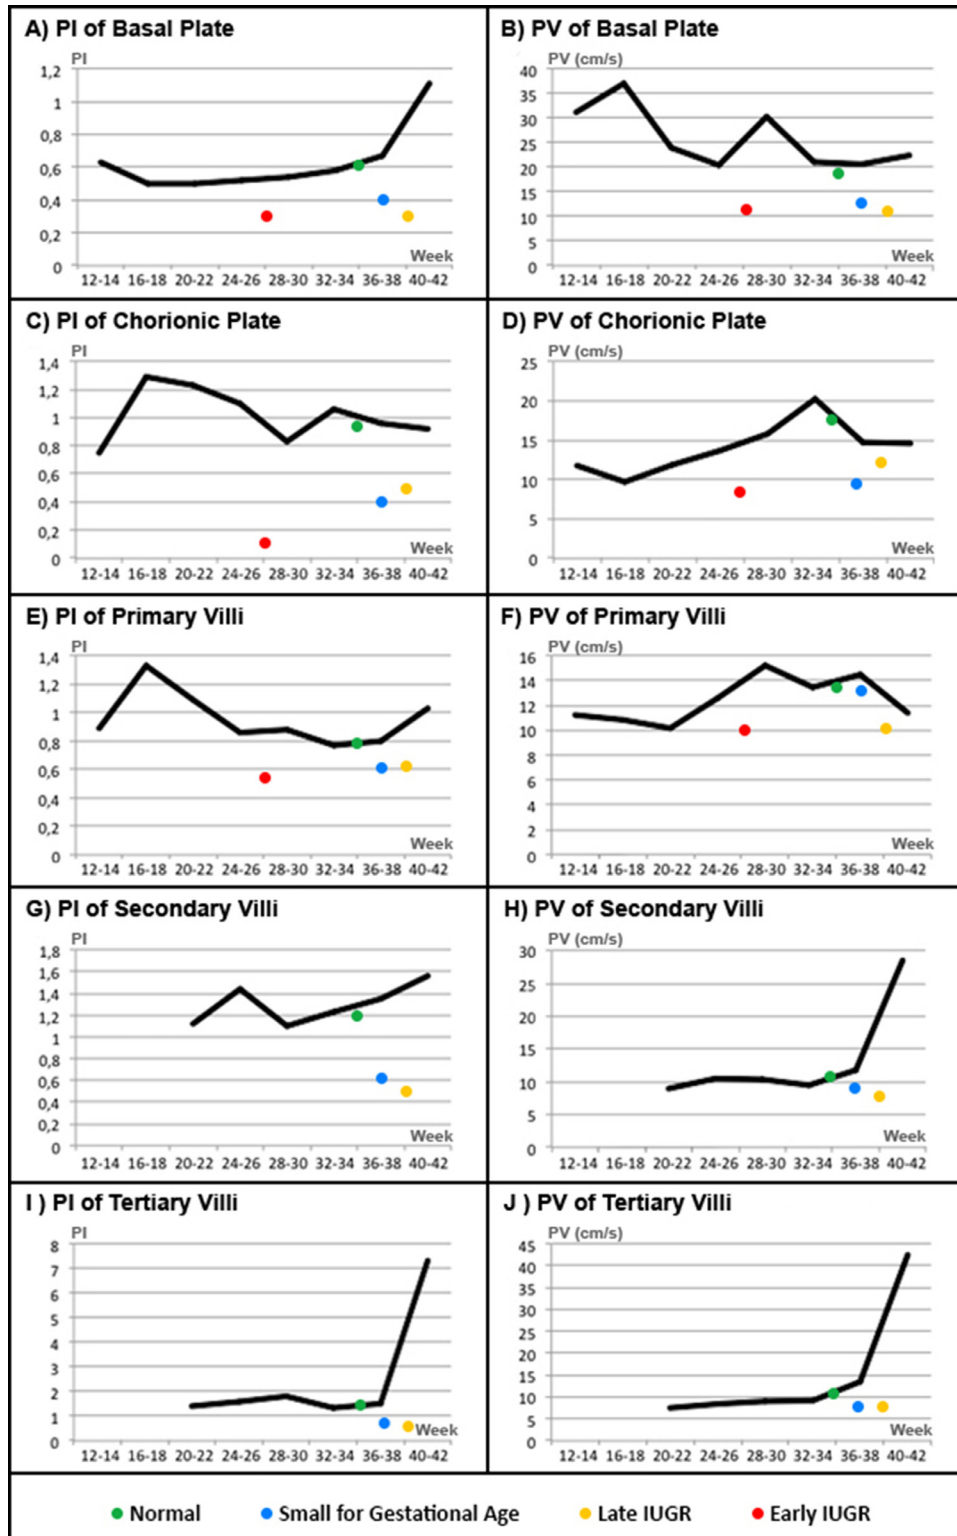 A) PI of Basal Plate
PI
1,2
1
0,8
0,6
0,4
0,2
0
Week
12-14 16-18 20-22 24-26 28-30 32-34 36-38 40-42
B) PV of Basal Plate
PV (cm/s)
40
35
30
25
20
15
10
5
0
Week
12-14 16-18 20-22 24-26 28-30 32-34 36-38 40-42
C) PI of Chorionic Plate
PI
1,4
1,2
1
0,8
0,6
0,4
0,2
0
Week
12-14 16-18 20-22 24-26 28-30 32-34 36-38 40-42
D) PV of Chorionic Plate
PV (cm/s)
25
20
15
10
5
0
Week
12-14 16-18 20-22 24-26 28-30 32-34 36-38 40-42
E) PI of Primary Villi
PI
1,4
1,2
1
0,8
0,6
0,4
0,2
0
Week
12-14 16-18 20-22 24-26 28-30 32-34 36-38 40-42
F) PV of Primary Villi
PV (cm/s)
16
14
12
10
8
6
4
2
0
Week
12-14 16-18 20-22 24-26 28-30 32-34 36-38 40-42
G) PI of Secondary Villi
PI
1,8
1,6
1,4
1,2
1
0,8
0,6
0,4
0,2
0
Week
12-14 16-18 20-22 24-26 28-30 32-34 36-38 40-42
H) PV of Secondary Villi
PV (cm/s)
30
25
20
15
10
5
0
Week
12-14 16-18 20-22 24-26 28-30 32-34 36-38 40-42
I ) PI of Tertiary Villi
PI
8
7
6
5
4
3
2
1
0
Week
12-14 16-18 20-22 24-26 28-30 32-34 36-38 40-42
J ) PV of Tertiary Villi
PV (cm/s)
45
40
35
30
25
20
15
10
5
0
Week
12-14 16-18 20-22 24-26 28-30 32-34 36-38 40-42
Normal Small for Gestational Age Late IUGR Early IUGR